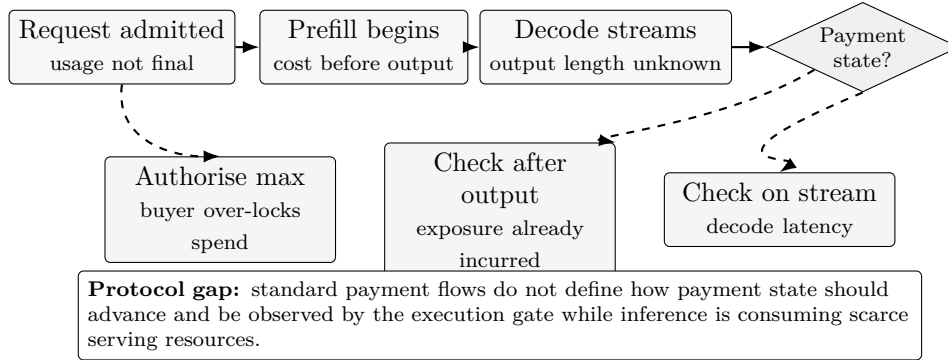 Request admitted
usage not final
Prefill begins
cost before output
Decode streams
output length unknown
Payment
state?
Authorise max
buyer over-locks
spend
Check after
output
exposure already
incurred
Check on stream
decode latency
Protocol gap: standard payment flows do not define how payment state should
advance and be observed by the execution gate while inference is consuming scarce
serving resources.